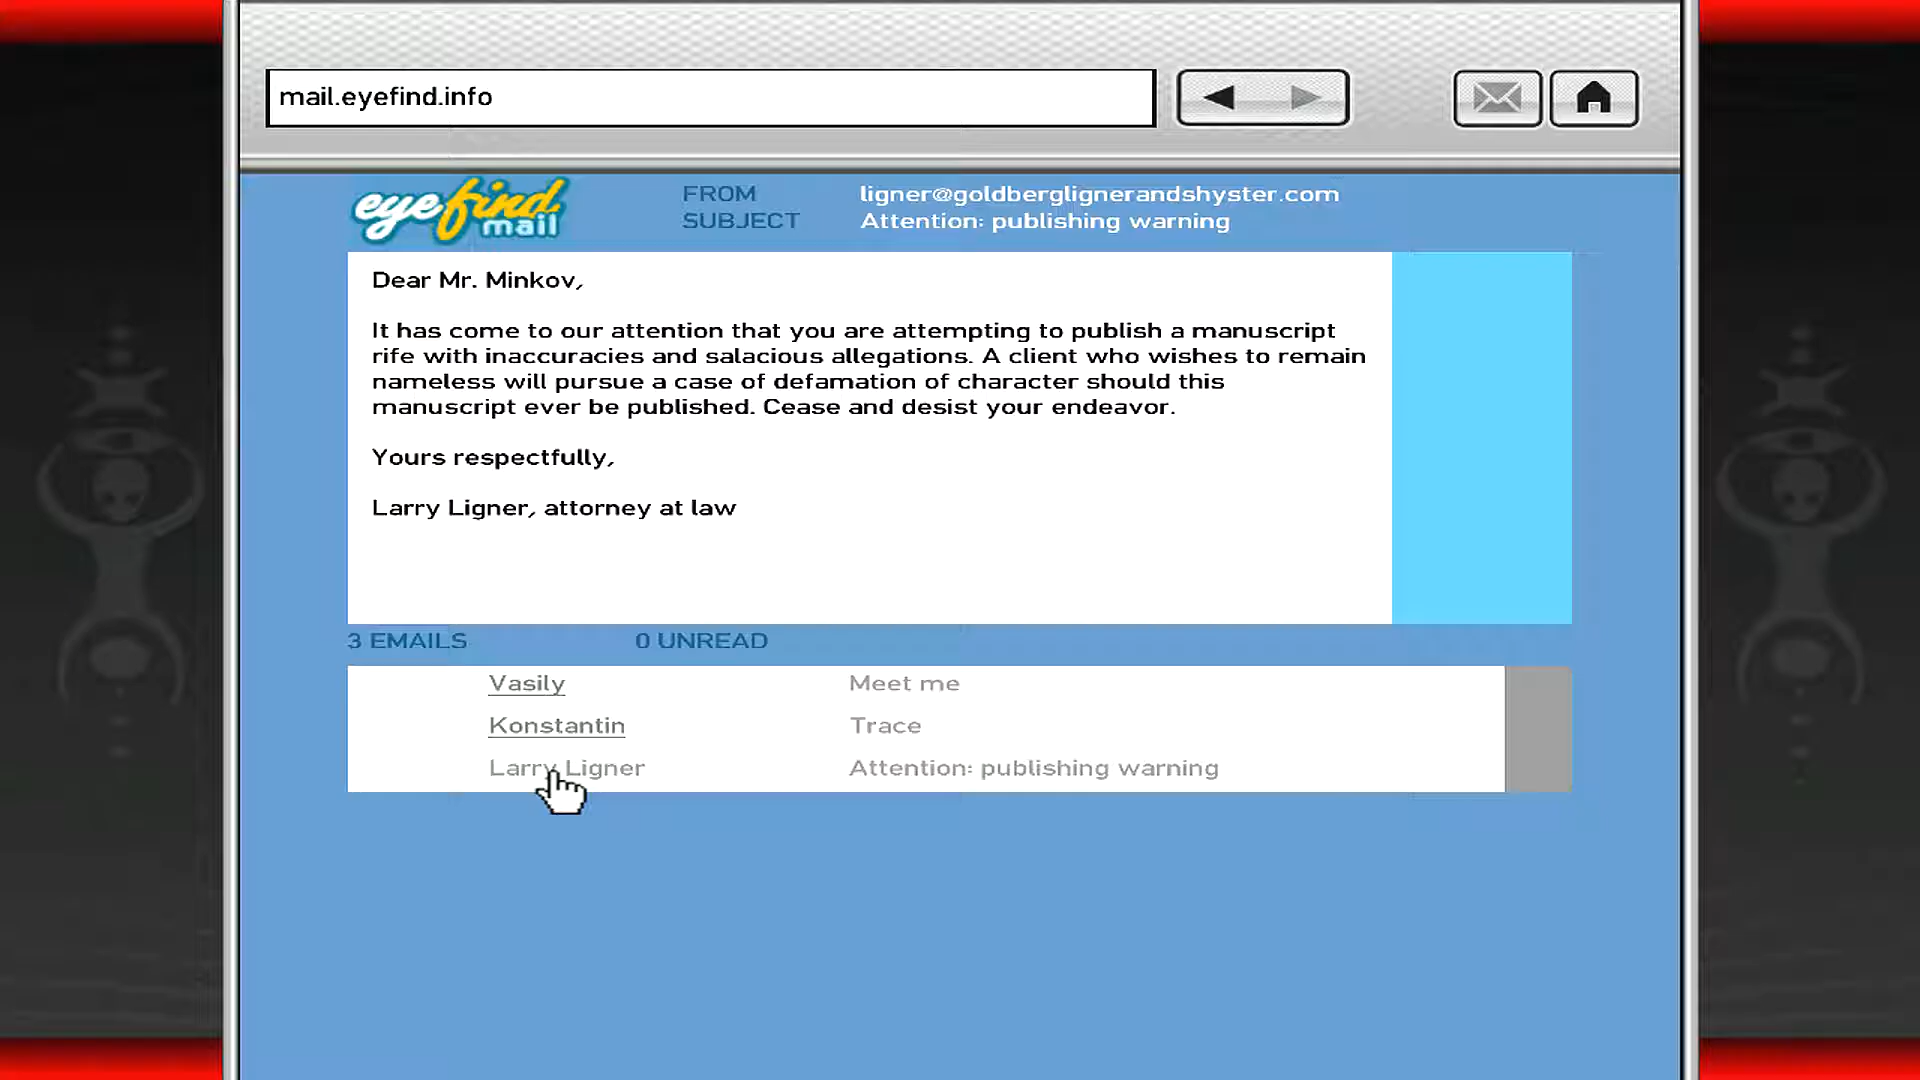 mail.eyefind.info
eyefind mail
FROM ligner@goldberglignerandshyster.com
SUBJECT Attention: publishing warning
Dear Mr. Minkov,
It has come to our attention that you are attempting to publish a manuscript
rife with inaccuracies and salacious allegations. A client who wishes to remain
nameless will pursue a case of defamation of character should this
manuscript ever be published. Cease and desist your endeavor.
Yours respectfully,
Larry Ligner, attorney at law
3 EMAILS 0 UNREAD
Vasily Meet me
Konstantin Trace
Larry Ligner Attention: publishing warning